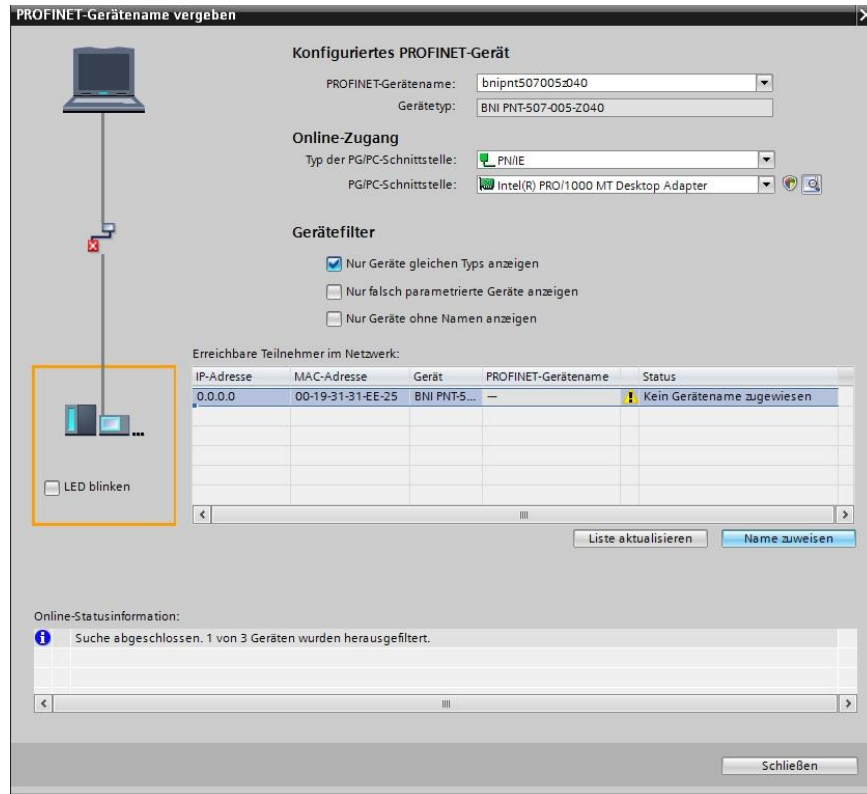 PROFINET-Gerätename vergeben
Konfiguriertes PROFINET-Gerät
PROFINET-Gerätename: bnipnt507005z040
Gerätetyp: BNI PNT-507-005-Z040
Online-Zugang
Typ der PG/PC-Schnittstelle: PN/IE
PG/PC-Schnittstelle: Intel(R) PRO/1000 MT Desktop Adapter
Gerätefilter
Nur Geräte gleichen Typs anzeigen
Nur falsch parametrierte Geräte anzeigen
Nur Geräte ohne Namen anzeigen
Erreichbare Teilnehmer im Netzwerk:
IP-Adresse MAC-Adresse Gerät PROFINET-Gerätename Status
0.0.0.0 00-19-31-31-EE-25 BNI PNT-5... — Kein Gerätename zugewiesen
LED blinken
Liste aktualisieren Name zuweisen
Online-Statusinformation:
Suche abgeschlossen. 1 von 3 Geräten wurden herausgefiltert.
Schließen